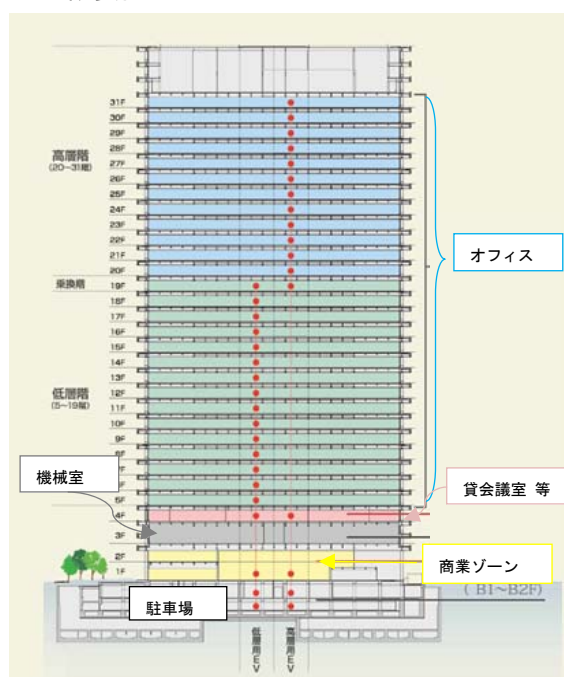 31F
30F
29F
28F
高層階
(20〜31階)
27F
26F
25F
24F
23F
22F
21F
20F
乗換階
19F
18F
17F
16F
15F
14F
13F
低層階
(5〜19階)
12F
11F
10F
9F
8F
7F
6F
5F
4F
3F
2F
1F
オフィス
機械室
貸会議室 等
商業ゾーン
( B1〜B2F)
駐車場
低層用EV
高層用EV